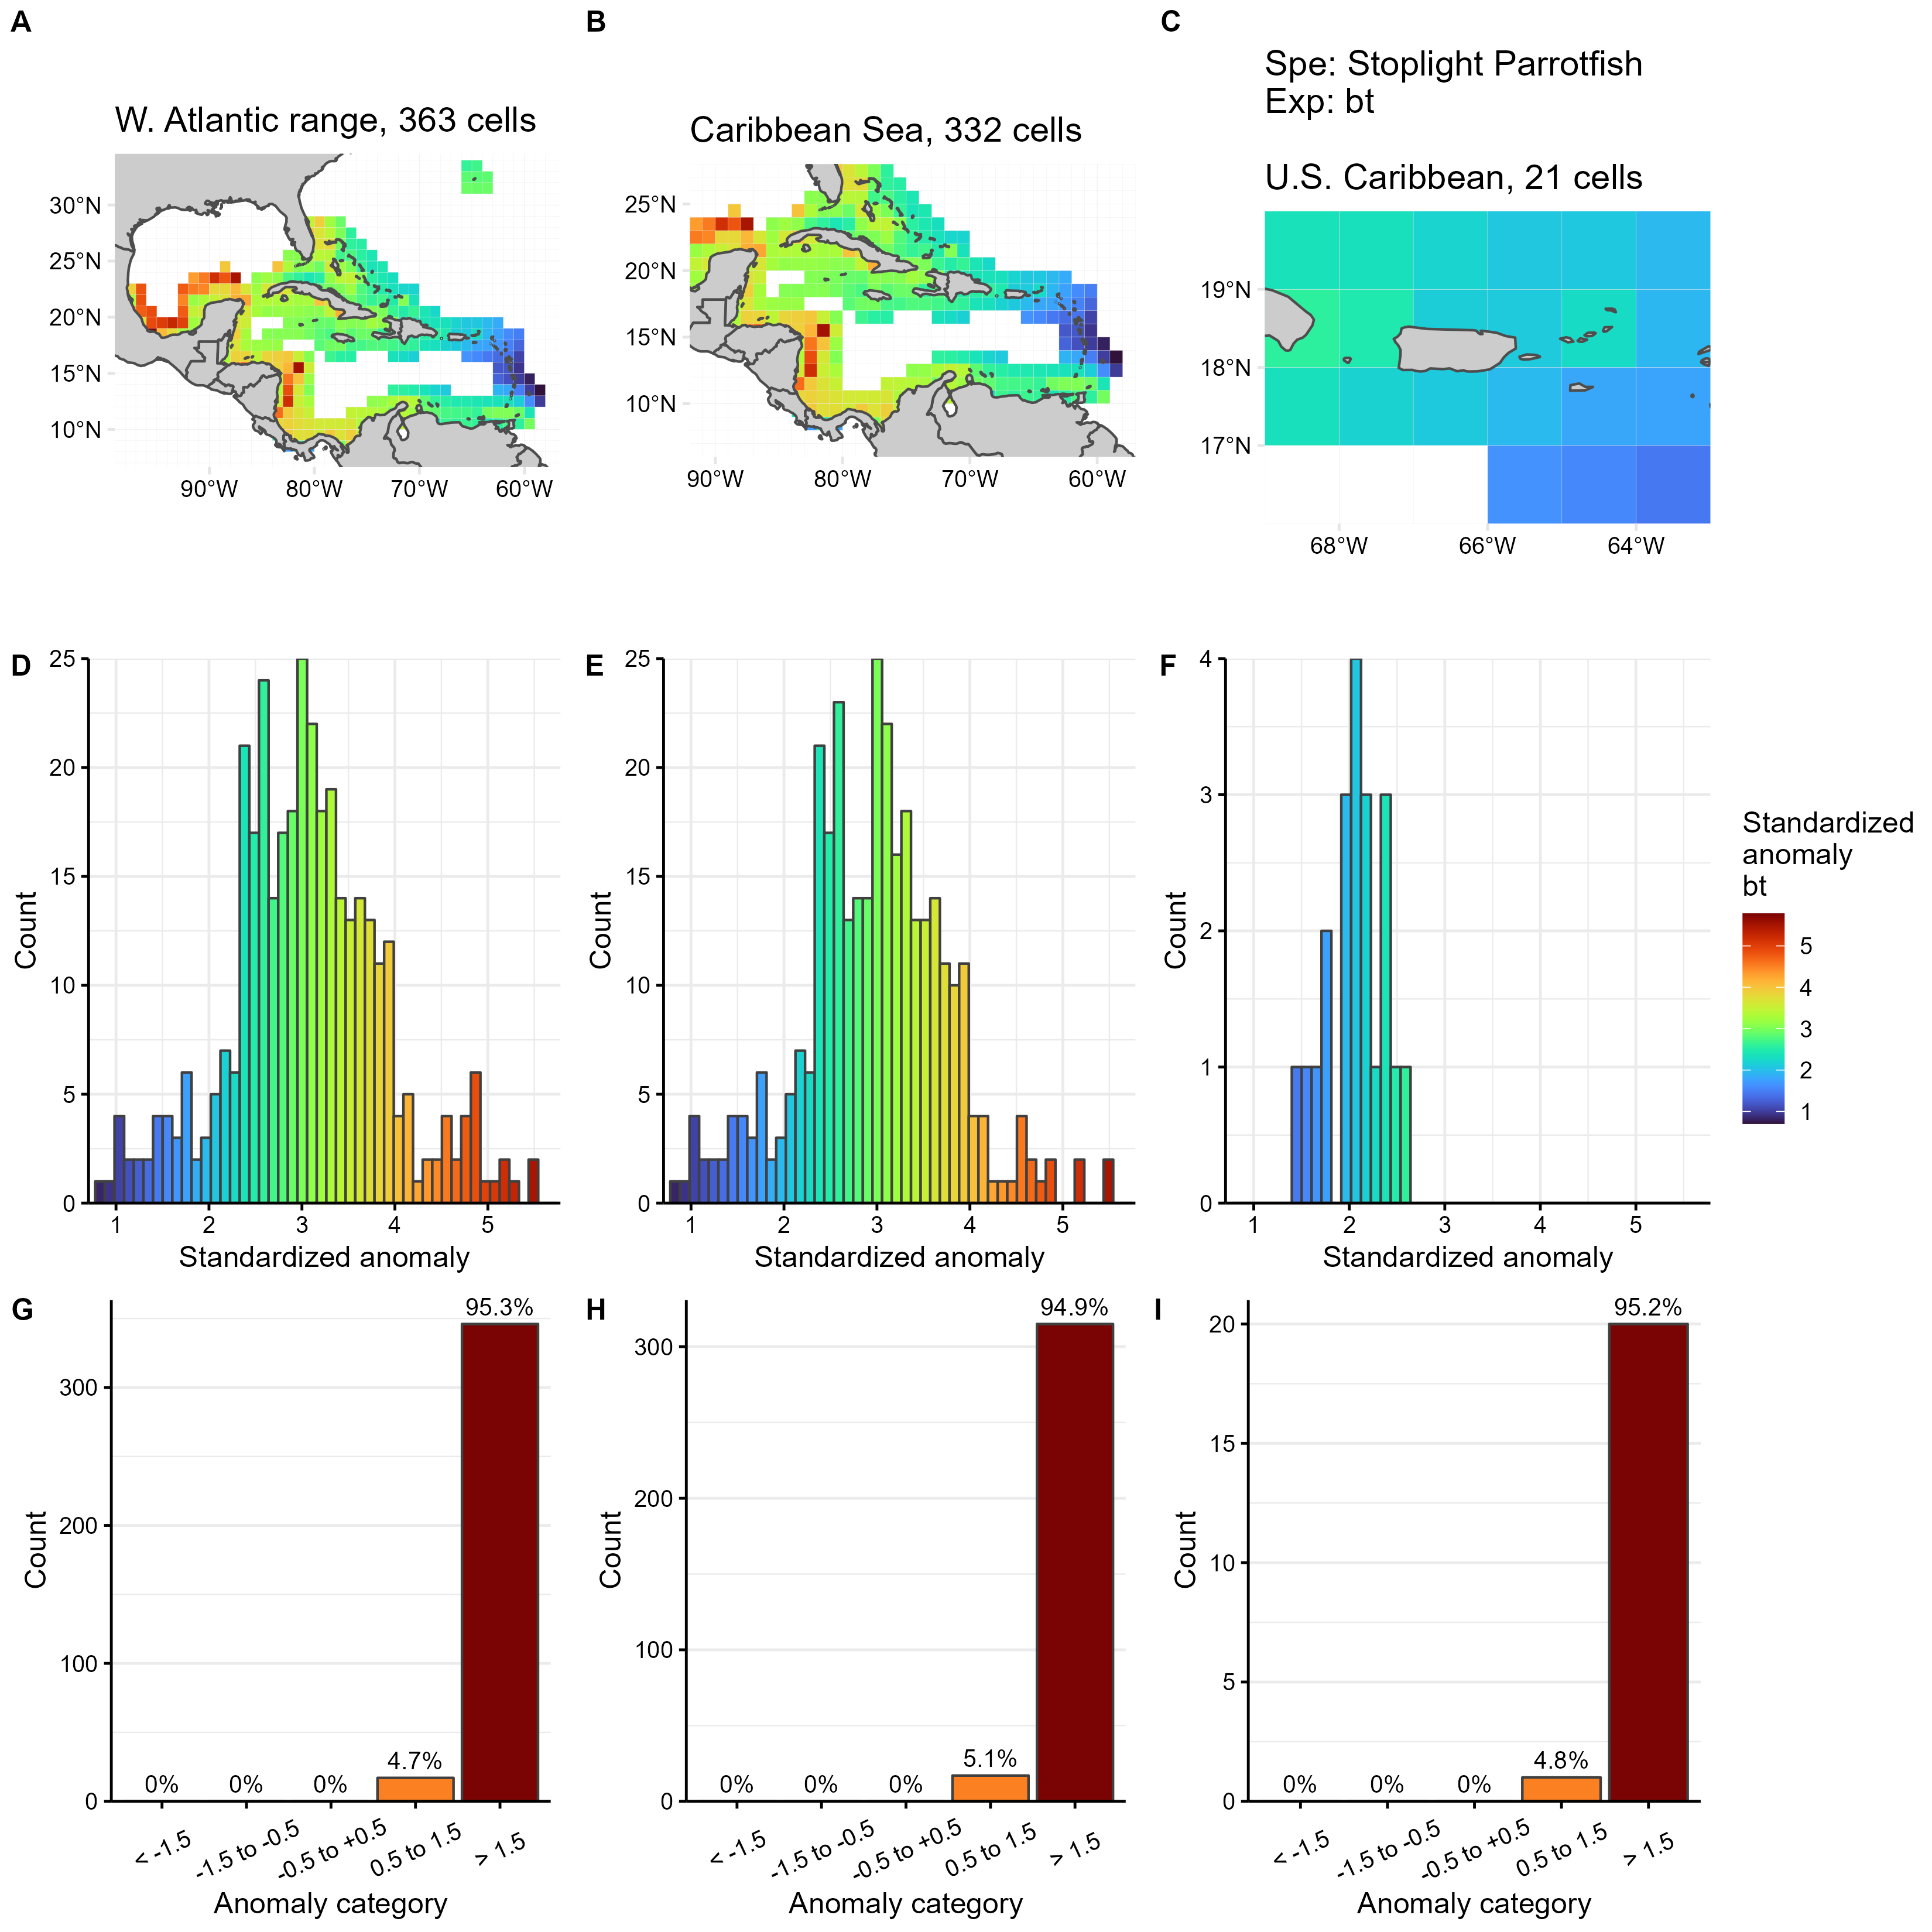 A
B
C
Spe: Stoplight Parrotfish
Exp: bt
W. Atlantic range, 363 cells
Caribbean Sea, 332 cells
U.S. Caribbean, 21 cells
30°N
25°N
20°N
15°N
10°N
90°W 80°W 70°W 60°W
25°N
20°N
15°N
10°N
90°W 80°W 70°W 60°W
19°N
18°N
17°N
68°W 66°W 64°W
D
25
20
15
10
5
0
Count
1 2 3 4 5
Standardized anomaly
E
25
20
15
10
5
0
Count
1 2 3 4 5
Standardized anomaly
F
4
3
2
1
0
Count
1 2 3 4 5
Standardized anomaly
Standardized
anomaly
bt
5
4
3
2
1
G
300
200
100
0
Count
0% 0% 0% 4.7% 95.3%
< -1.5 -1.5 to -0.5 -0.5 to +0.5 0.5 to 1.5 > 1.5
Anomaly category
H
300
200
100
0
Count
0% 0% 0% 5.1% 94.9%
< -1.5 -1.5 to -0.5 -0.5 to +0.5 0.5 to 1.5 > 1.5
Anomaly category
I
20
15
10
5
0
Count
0% 0% 0% 4.8% 95.2%
< -1.5 -1.5 to -0.5 -0.5 to +0.5 0.5 to 1.5 > 1.5
Anomaly category